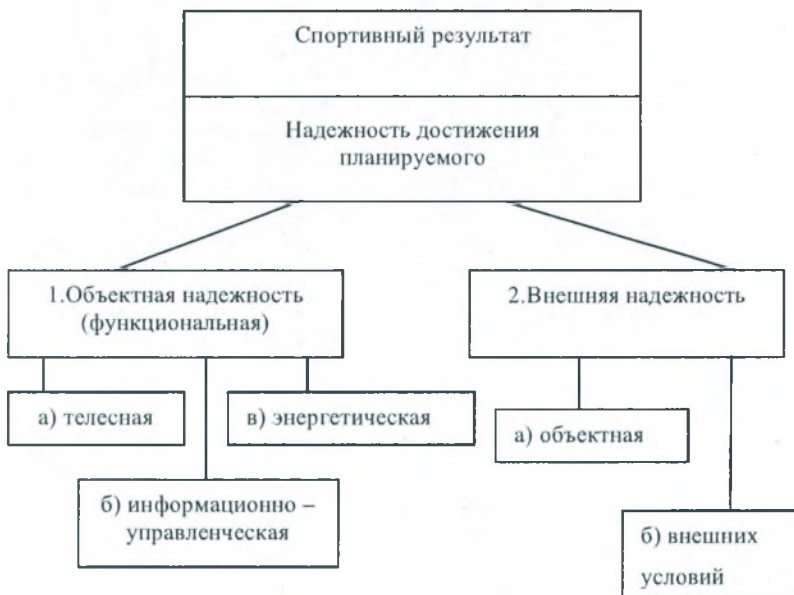 Спортивный результат
Надежность достижения
планируемого
1.Объектная надежность
(функциональная)
2.Внешняя надежность
а) телесная
в) энергетическая
а) объектная
б) информационно –
управленческая
б) внешних
условий